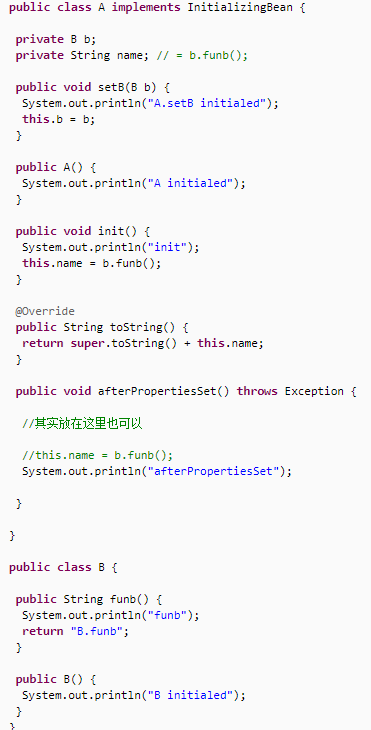 public class A implements InitializingBean {
private B b;
private String name; // = b.funb();
public void setB(B b) {
System.out.println("A.setB initialed");
this.b = b;
}
public A() {
System.out.println("A initialed");
}
public void init() {
System.out.println("init");
this.name = b.funb();
}
@Override
public String toString() {
return super.toString() + this.name;
}
public void afterPropertiesSet() throws Exception {
//其实放在这里也可以
//this.name = b.funb();
System.out.println("afterPropertiesSet");
}
}
public class B {
public String funb() {
System.out.println("funb");
return "B.funb";
}
public B() {
System.out.println("B initialed");
}
}